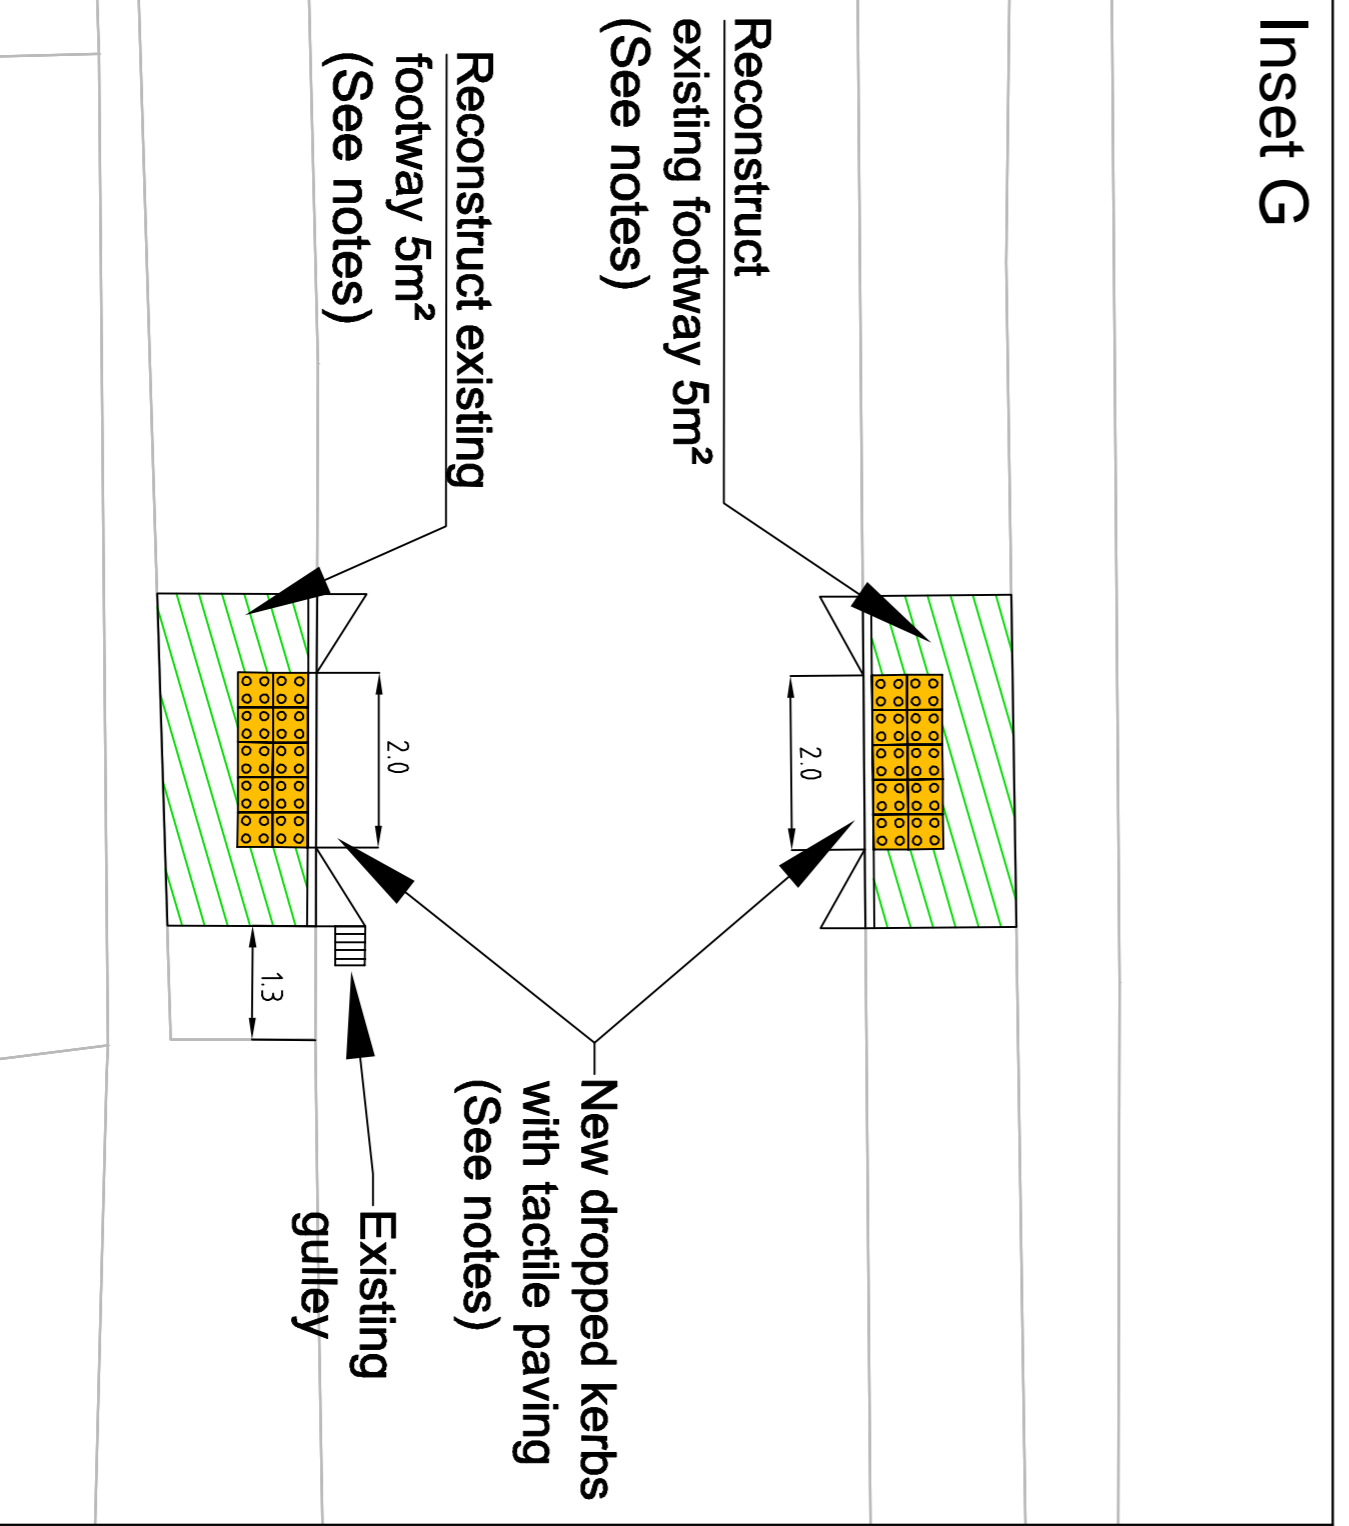 Inset G
Reconstruct
existing footway 5m²
(See notes)
Reconstruct existing
footway 5m²
(See notes)
2.0
2.0
1.3
New dropped kerbs
with tactile paving
(See notes)
Existing
gulley